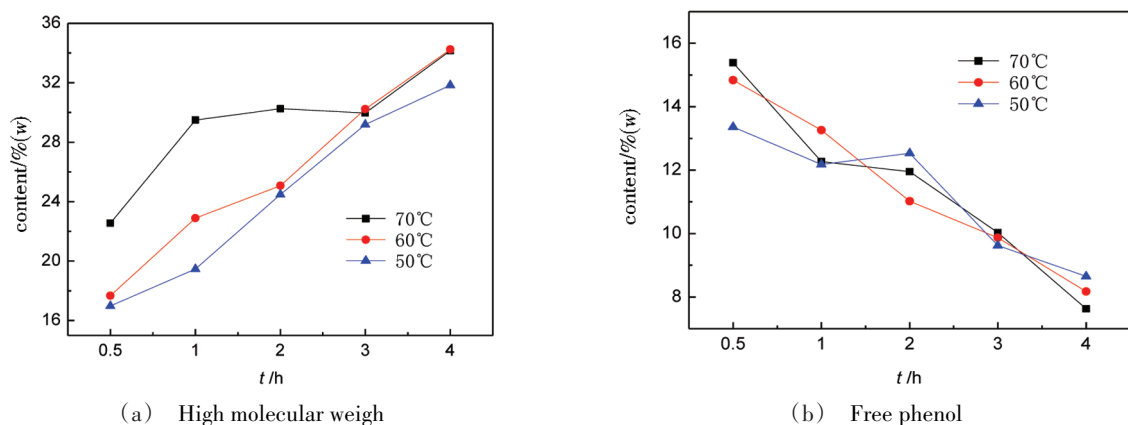 content/%(w)
36
32
28
24
20
16
70℃
60℃
50℃
0.5 1 2 3 4
t /h
(a) High molecular weigh
content/%(w)
16
14
12
10
8
70℃
60℃
50℃
0.5 1 2 3 4
t /h
(b) Free phenol